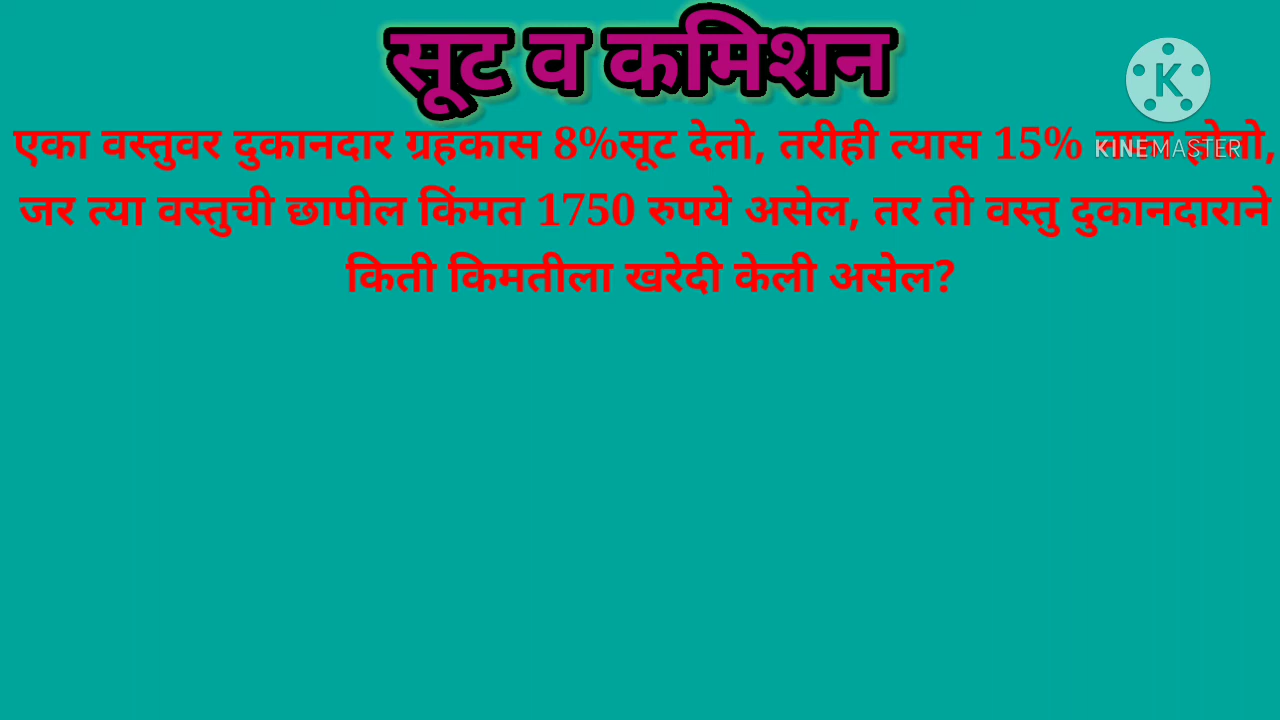 सूट व कमिशन
एका वस्तुवर दुकानदार ग्रहकास 8%सूट देतो, तरीही त्यास 15% नफा होतो,
जर त्या वस्तुची छापील किंमत 1750 रुपये असेल, तर ती वस्तु दुकानदाराने
किती किमतीला खरेदी केली असेल?
K
KINEMASTER